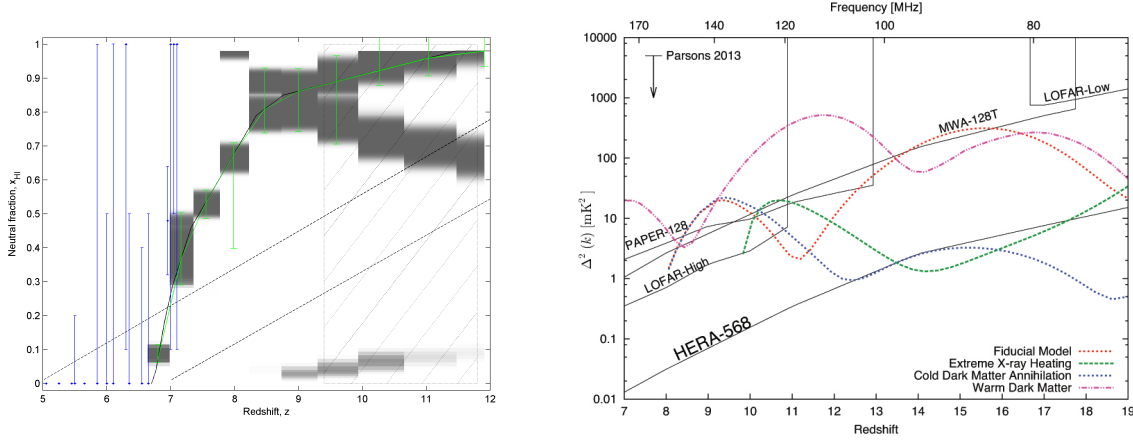 1
0.9
0.8
0.7
0.6
0.5
0.4
0.3
0.2
0.1
0
Neutral fraction, xHI
5 6 7 8 9 10 11 12
Redshift, z
Frequency [MHz]
170 140 120 100 80
10000
1000
100
10
1
0.1
0.01
Δ² (k) [mK²]
Parsons 2013
LOFAR-Low
MWA-128T
PAPER-128
LOFAR-High
HERA-568
Fiducial Model
Extreme X-ray Heating
Cold Dark Matter Annihilation
Warm Dark Matter
7 8 9 10 11 12 13 14 15 16 17 18 19
Redshift